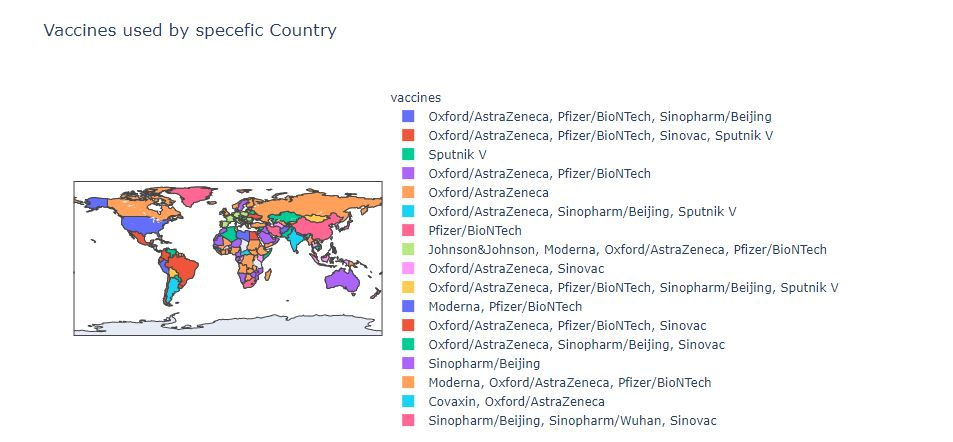 Vaccines used by specefic Country
vaccines
Oxford/AstraZeneca, Pfizer/BioNTech, Sinopharm/Beijing
Oxford/AstraZeneca, Pfizer/BioNTech, Sinovac, Sputnik V
Sputnik V
Oxford/AstraZeneca, Pfizer/BioNTech
Oxford/AstraZeneca
Oxford/AstraZeneca, Sinopharm/Beijing, Sputnik V
Pfizer/BioNTech
Johnson&Johnson, Moderna, Oxford/AstraZeneca, Pfizer/BioNTech
Oxford/AstraZeneca, Sinovac
Oxford/AstraZeneca, Pfizer/BioNTech, Sinopharm/Beijing, Sputnik V
Moderna, Pfizer/BioNTech
Oxford/AstraZeneca, Pfizer/BioNTech, Sinovac
Oxford/AstraZeneca, Sinopharm/Beijing, Sinovac
Sinopharm/Beijing
Moderna, Oxford/AstraZeneca, Pfizer/BioNTech
Covaxin, Oxford/AstraZeneca
Sinopharm/Beijing, Sinopharm/Wuhan, Sinovac